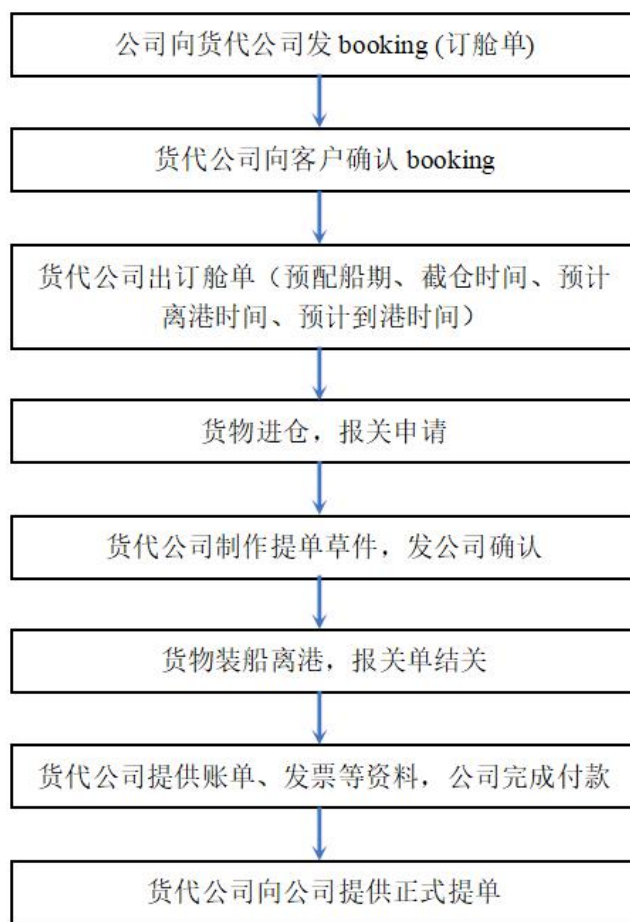 公司向货代公司发 booking (订舱单)
货代公司向客户确认 booking
货代公司出订舱单（预配船期、截仓时间、预计
离港时间、预计到港时间）
货物进仓，报关申请
货代公司制作提单草件，发公司确认
货物装船离港，报关单结关
货代公司提供账单、发票等资料，公司完成付款
货代公司向公司提供正式提单